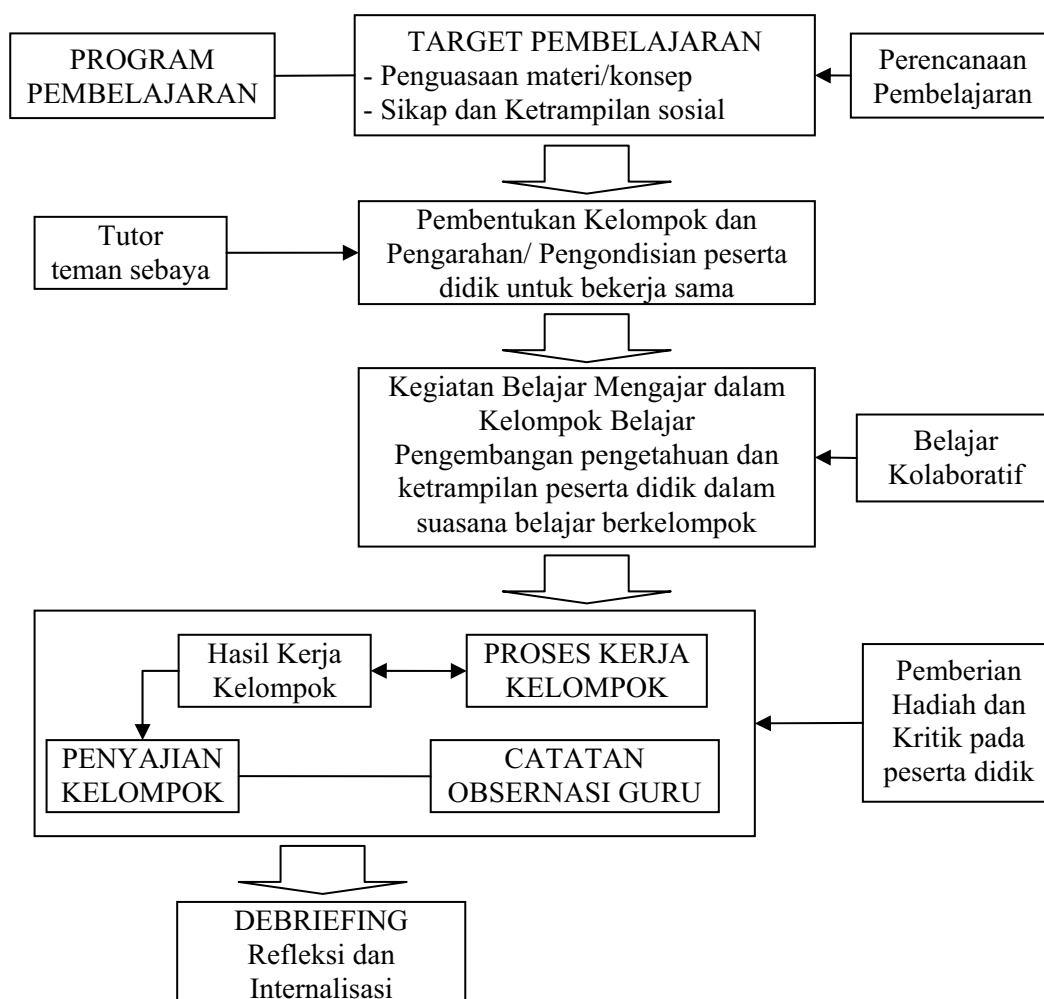 PROGRAM
PEMBELAJARAN
TARGET PEMBELAJARAN
- Penguasaan materi/konsep
- Sikap dan Ketrampilan sosial
Perencanaan
Pembelajaran
Tutor
teman sebaya
Pembentukan Kelompok dan
Pengarahan/ Pengondisian peserta
didik untuk bekerja sama
Kegiatan Belajar Mengajar dalam
Kelompok Belajar
Pengembangan pengetahuan dan
ketrampilan peserta didik dalam
suasana belajar berkelompok
Belajar
Kolaboratif
Hasil Kerja
Kelompok
PROSES KERJA
KELOMPOK
PENYAJIAN
KELOMPOK
CATATAN
OBSERNASI GURU
Pemberian
Hadiah dan
Kritik pada
peserta didik
DEBRIEFING
Refleksi dan
Internalisasi